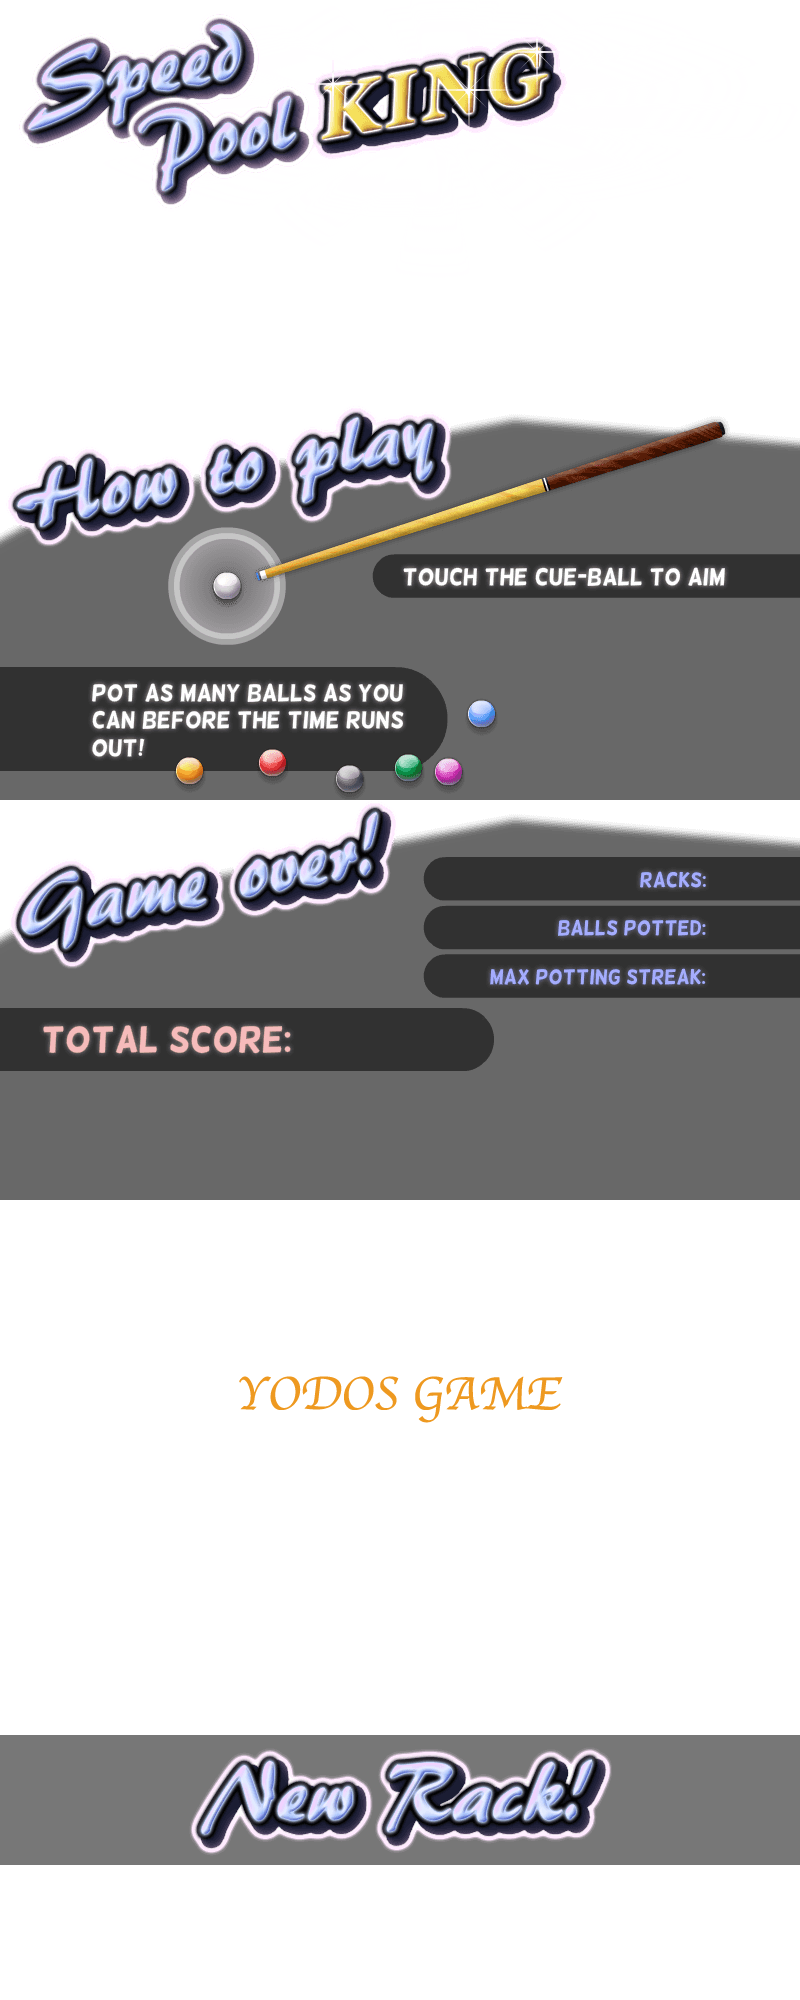 Speed
Pool KING
How to play
TOUCH THE CUE-BALL TO AIM
POT AS MANY BALLS AS YOU
CAN BEFORE THE TIME RUNS
OUT!
Game over!
RACKS:
BALLS POTTED:
MAX POTTING STREAK:
TOTAL SCORE:
YODOS GAME
New Rack!